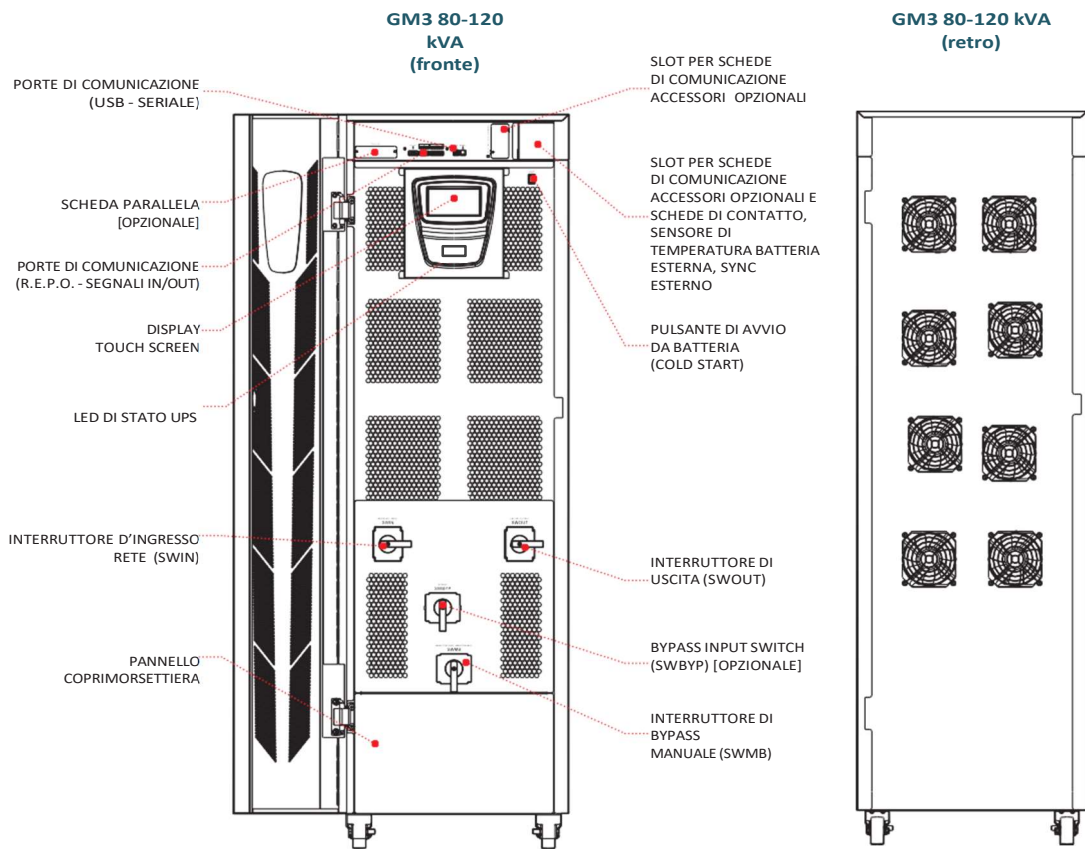 GM3 80-120
kVA
(fronte)
GM3 80-120 kVA
(retro)
PORTE DI COMUNICAZIONE
(USB - SERIALE)
SCHEDA PARALLELA
[OPZIONALE]
PORTE DI COMUNICAZIONE
(R.E.P.O. - SEGNALI IN/OUT)
DISPLAY
TOUCH SCREEN
LED DI STATO UPS
INTERRUTTORE D’INGRESSO
RETE (SWIN)
PANNELLO
COPRIMORSETTIERA
SLOT PER SCHEDE
DI COMUNICAZIONE
ACCESSORI OPZIONALI
SLOT PER SCHEDE
DI COMUNICAZIONE
ACCESSORI OPZIONALI E
SCHEDE DI CONTATTO,
SENSORE DI
TEMPERATURA BATTERIA
ESTERNA, SYNC
ESTERNO
PULSANTE DI AVVIO
DA BATTERIA
(COLD START)
INTERRUTTORE DI
USCITA (SWOUT)
BYPASS INPUT SWITCH
(SWBYP) [OPZIONALE]
INTERRUTTORE DI
BYPASS
MANUALE (SWMB)
SWIN
SWOUT
SWBYP
SWMB